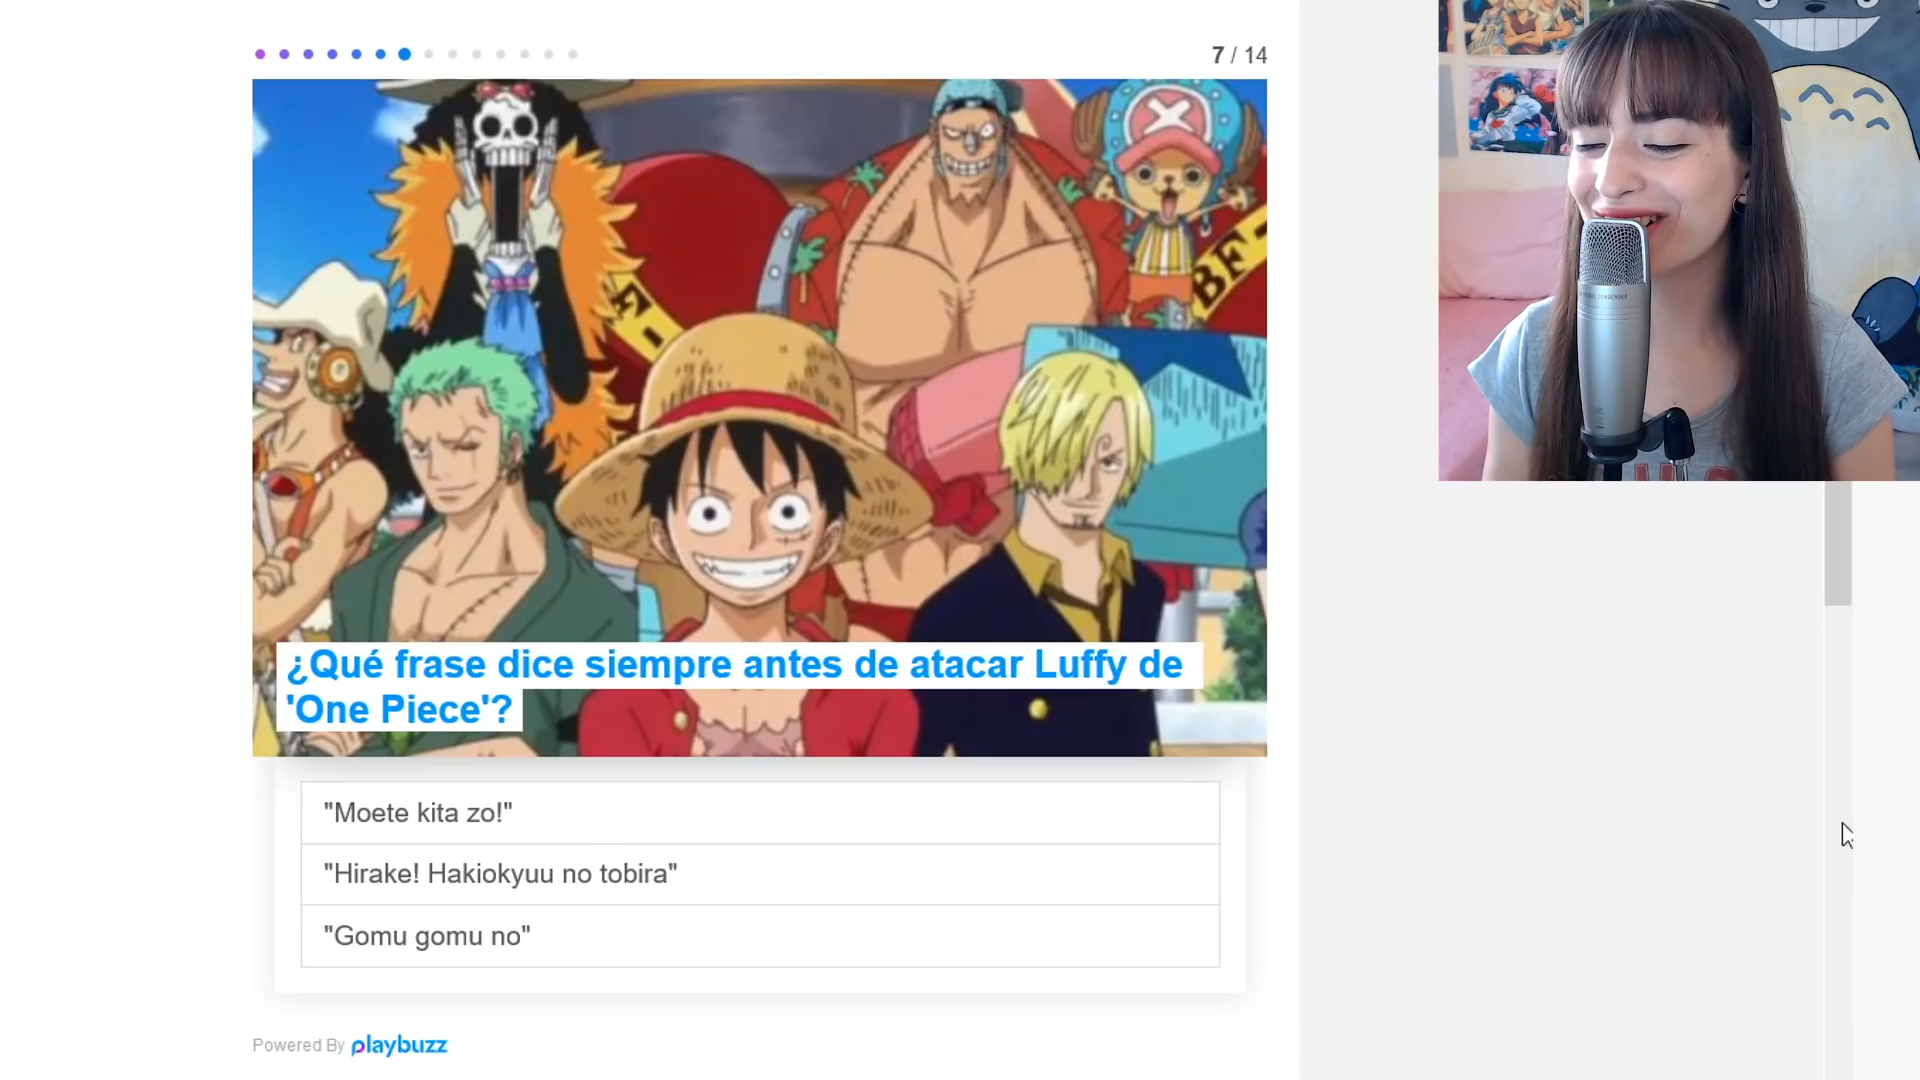 7 / 14
BF-
¿Qué frase dice siempre antes de atacar Luffy de
'One Piece'?
"Moete kita zo!"
"Hirake! Hakiokyuu no tobira"
"Gomu gomu no"
Powered By playbuzz